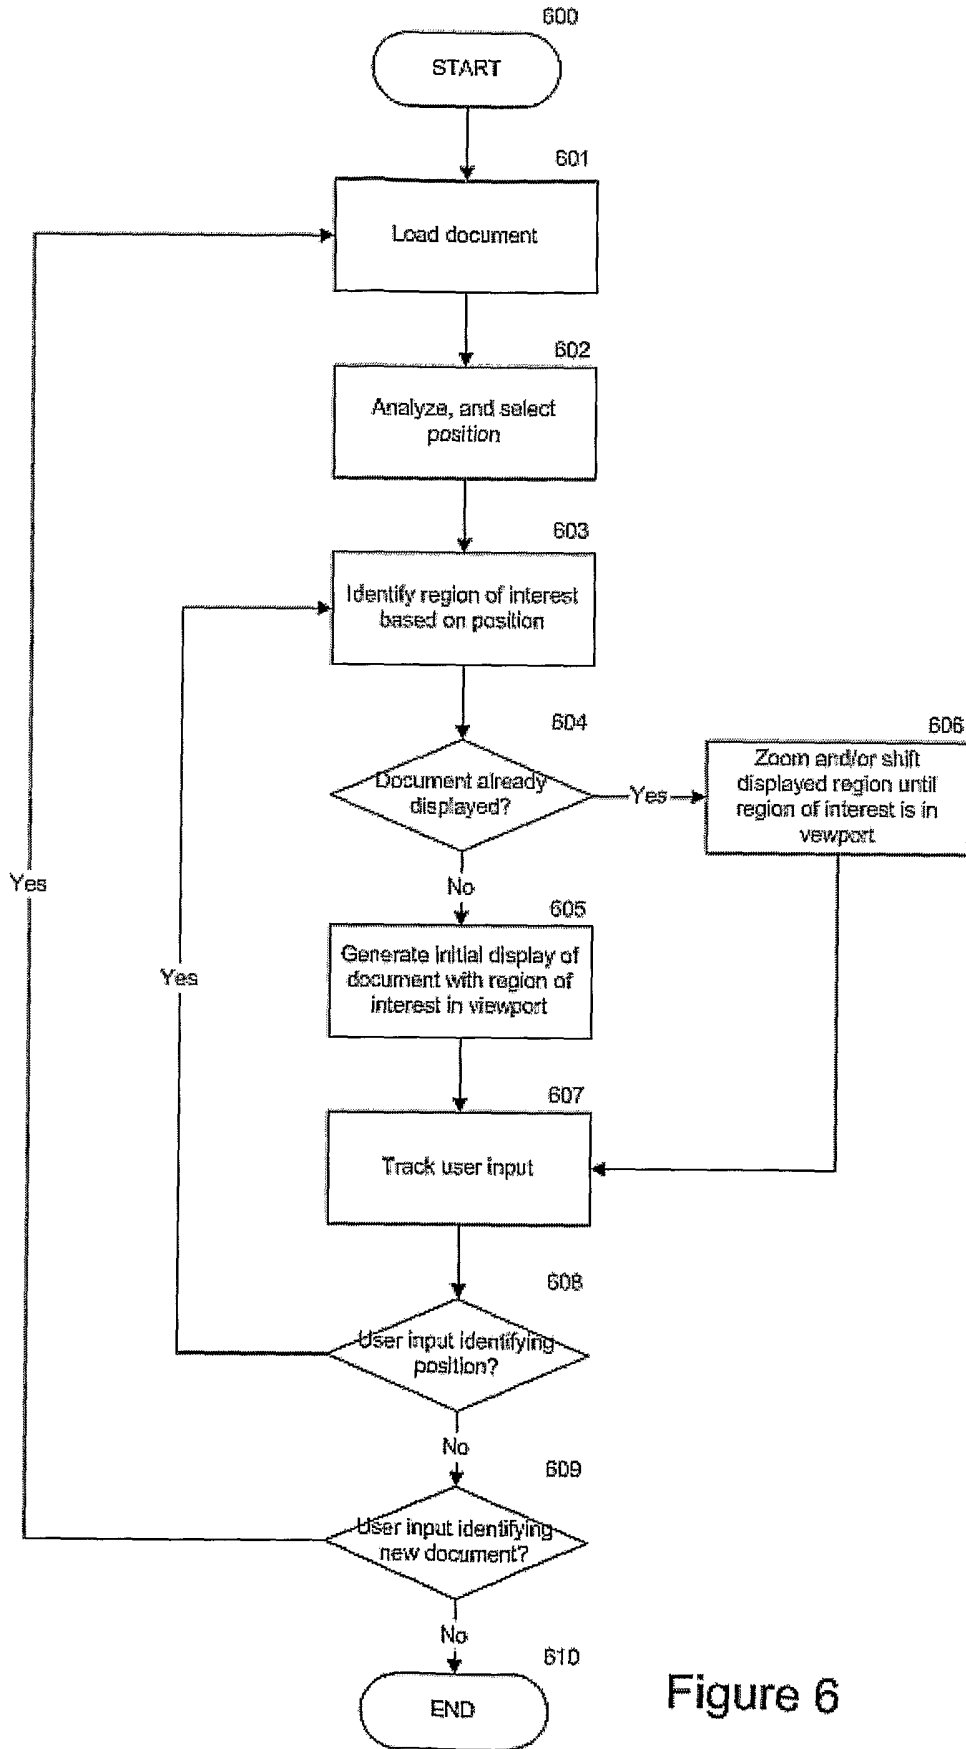 600
START
601
Load document
602
Analyze, and select
position
603
Identify region of interest
based on position
604
Document already
displayed?
Yes
606
Zoom and/or shift
displayed region until
region of interest is in
vewport
No
605
Generate initial display of
document with region of
interest in viewport
Yes
Yes
607
Track user input
608
User input identifying
position?
No
609
User input identifying
new document?
No
610
END
Figure 6